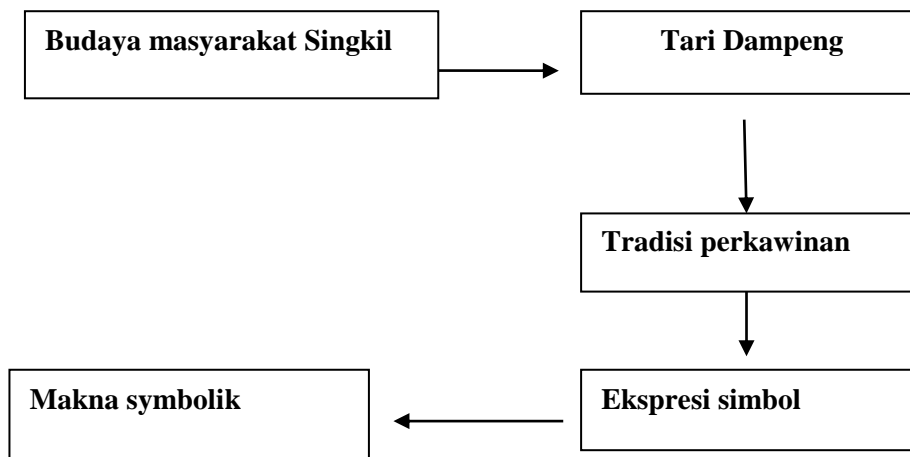 Budaya masyarakat Singkil
Tari Dampeng
Tradisi perkawinan
Ekspresi simbol
Makna symbolik